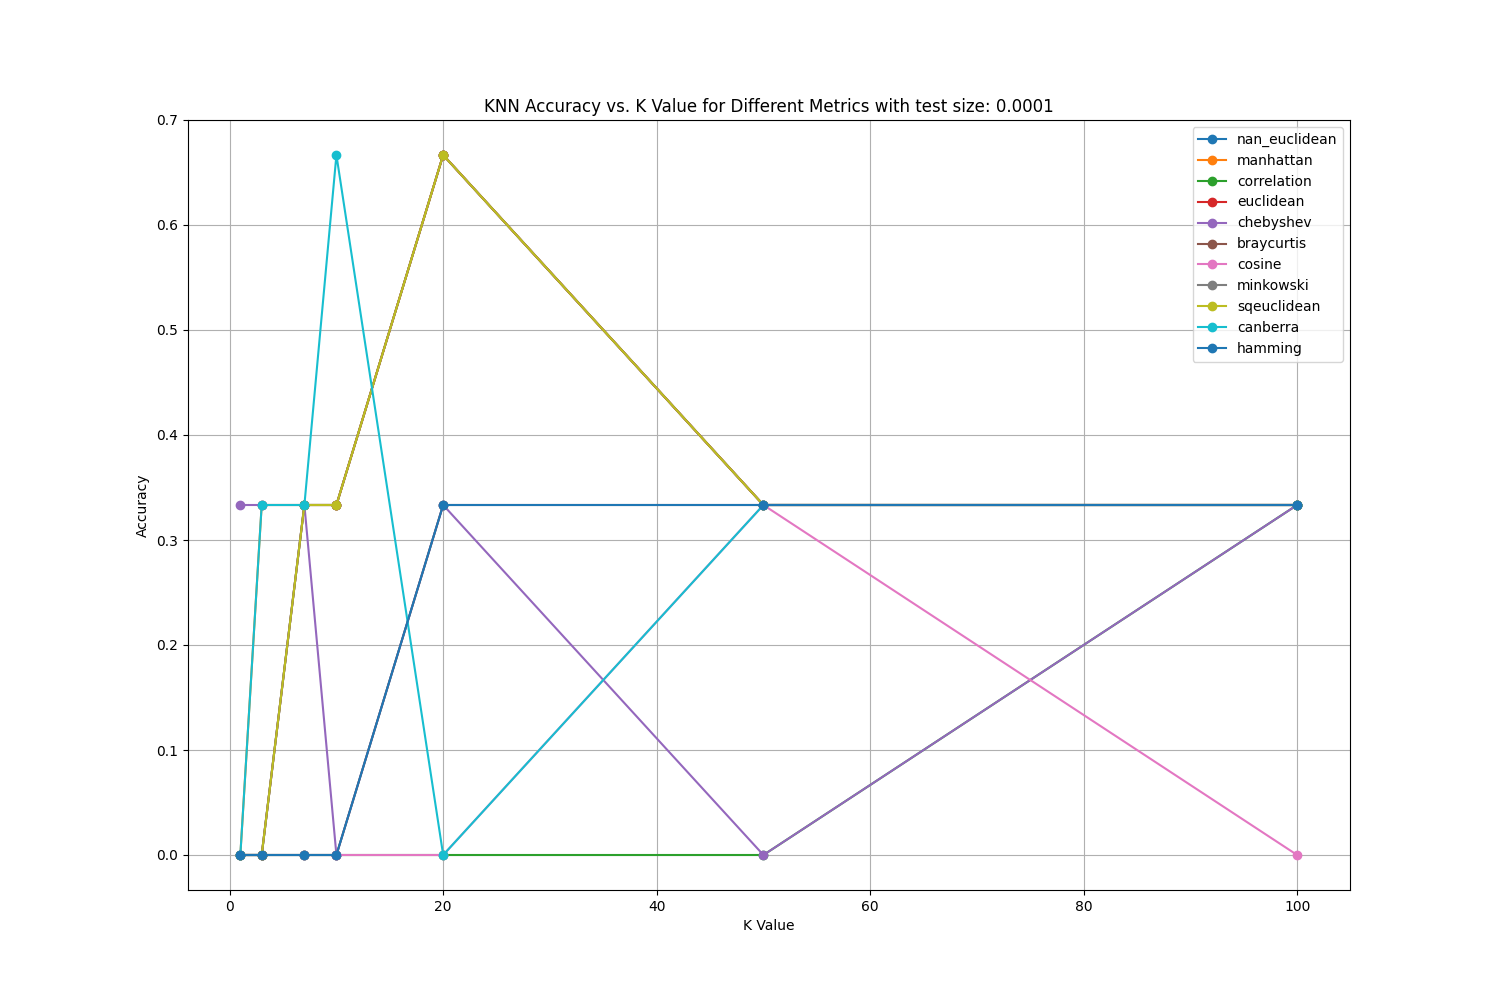 KNN Accuracy vs. K Value for Different Metrics with test size: 0.0001
0.7
0.6
0.5
0.4
0.3
0.2
0.1
0.0
Accuracy
nan_euclidean
manhattan
correlation
euclidean
chebyshev
braycurtis
cosine
minkowski
sqeuclidean
canberra
hamming
0 20 40 60 80 100
K Value